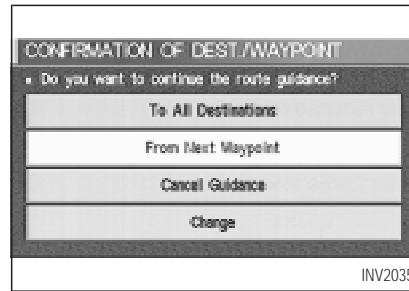 CONFIRMATION OF DEST./WAYPOINT
Do you want to continue the route guidance?
To All Destinations
From Next Waypoint
Cancel Guidance
Change
INV2035